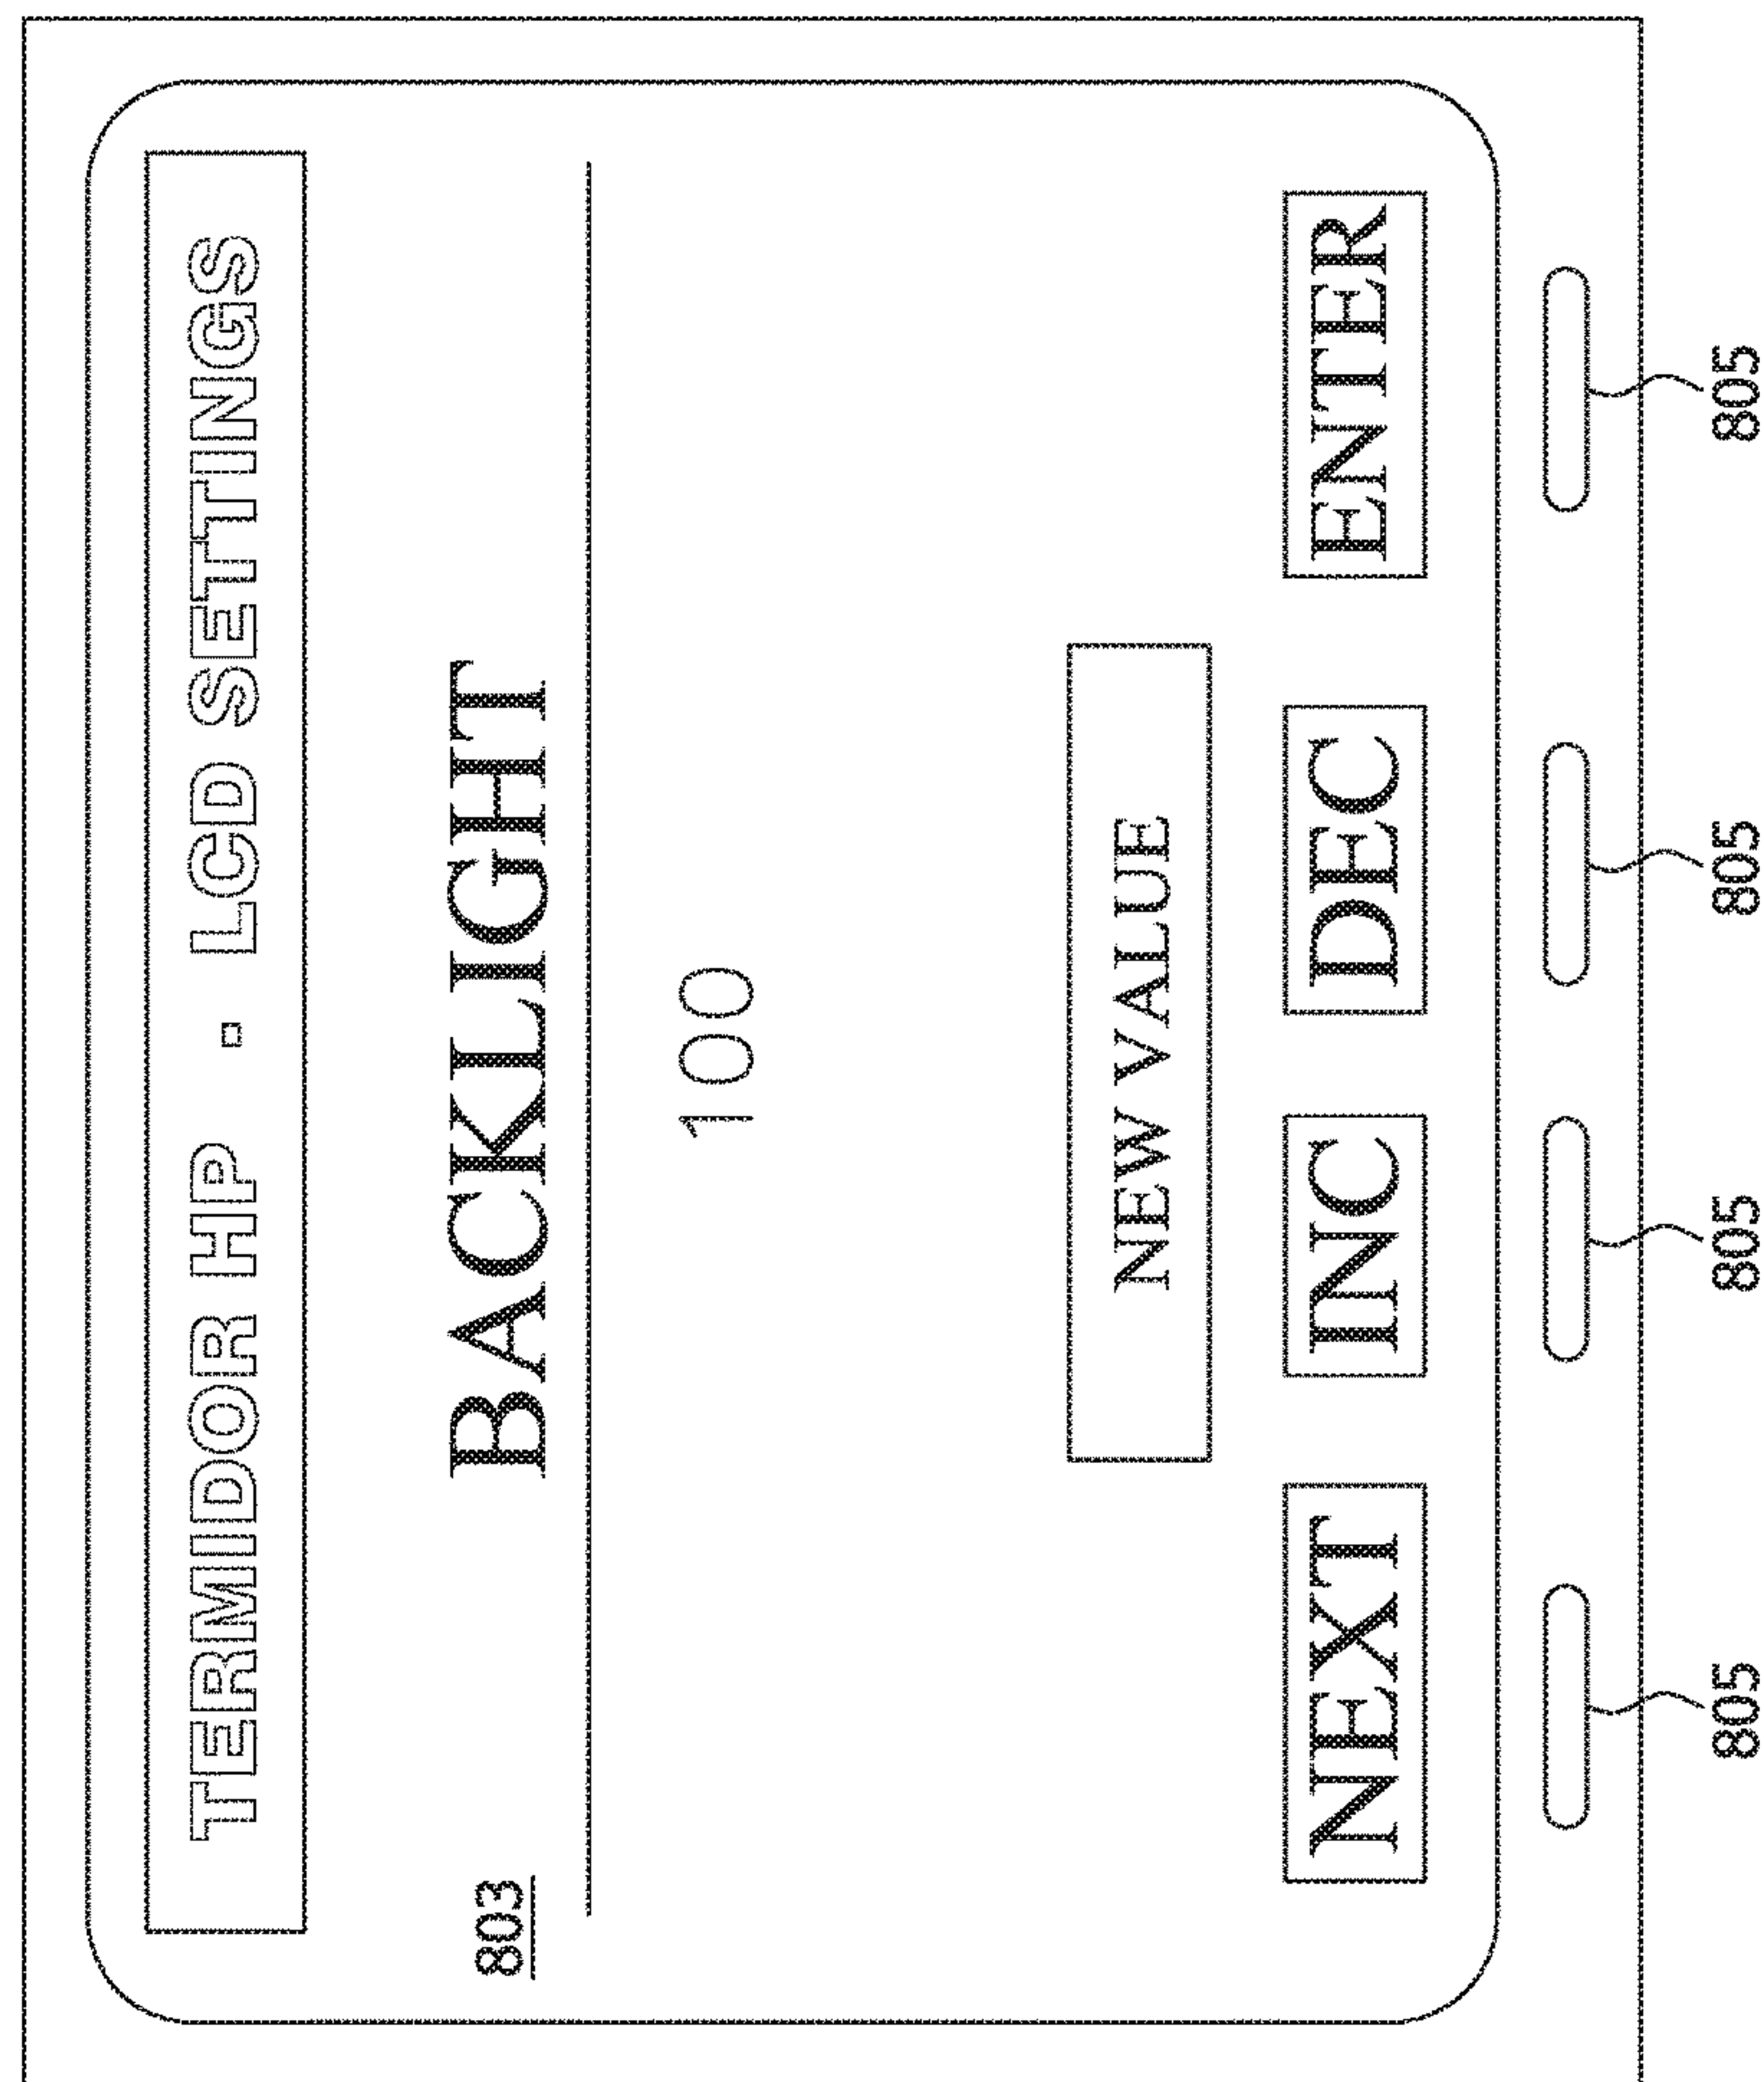 TERMIDOR HP - LCD SETTINGS
803
BACKLIGHT
100
NEW VALUE
NEXT INC DEC ENTER
805 805 805 805